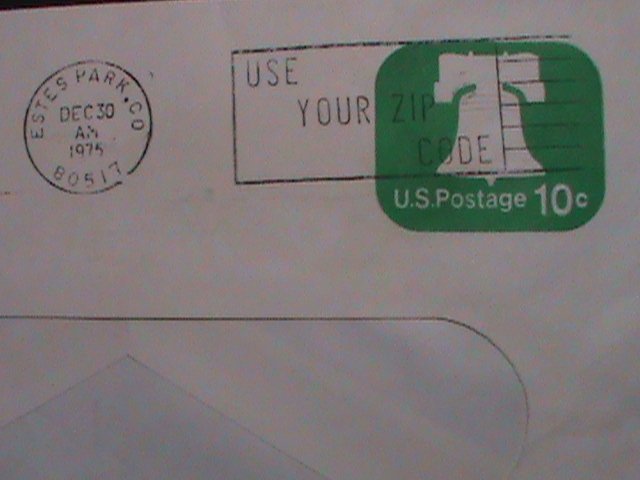 ESTES PARK, CO
DEC 30
AM
1975
80517
USE
YOUR ZIP
CODE
U.S.Postage 10c